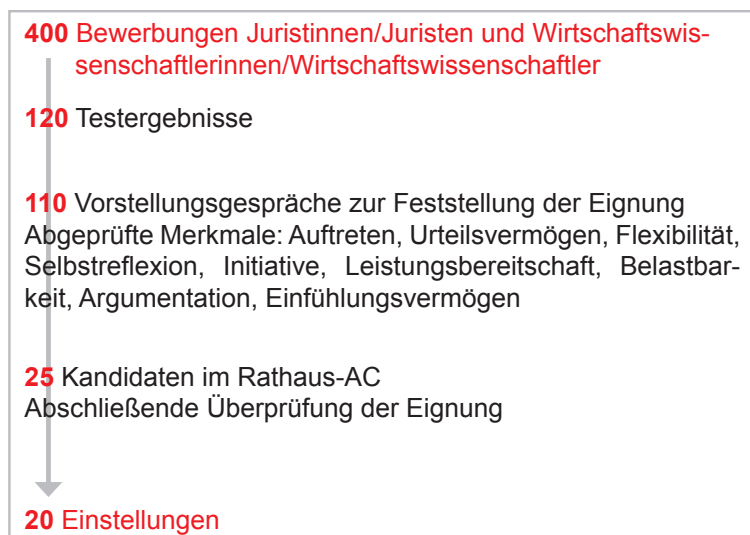 400 Bewerbungen Juristinnen/Juristen und Wirtschaftswis-
senschaftlerinnen/Wirtschaftswissenschaftler
120 Testergebnisse
110 Vorstellungsgespräche zur Feststellung der Eignung
Abgeprüfte Merkmale: Auftreten, Urteilsvermögen, Flexibilität,
Selbstreflexion, Initiative, Leistungsbereitschaft, Belastbar-
keit, Argumentation, Einfühlungsvermögen
25 Kandidaten im Rathaus-AC
Abschließende Überprüfung der Eignung
20 Einstellungen